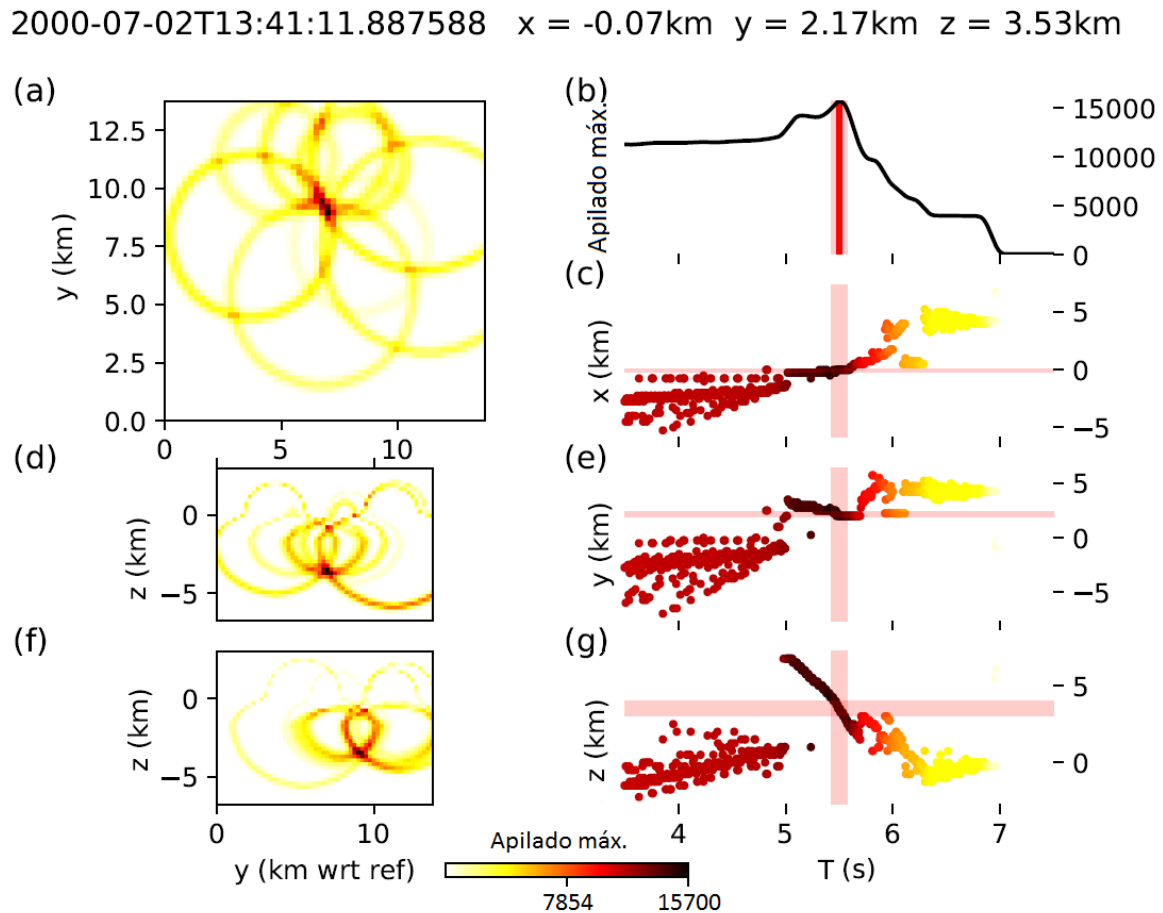 2000-07-02T13:41:11.887588 x = -0.07km y = 2.17km z = 3.53km
(a)
y (km)
12.5
10.0
7.5
5.0
2.5
0.0
0 5 10
(b)
Apilado máx.
15000
10000
5000
0
(c)
x (km)
5
0
−5
(d)
z (km)
0
−5
(e)
y (km)
5
0
−5
(f)
z (km)
0
−5
0 10
y (km wrt ref)
(g)
z (km)
5
0
4 5 6 7
T (s)
Apilado máx.
7854 15700